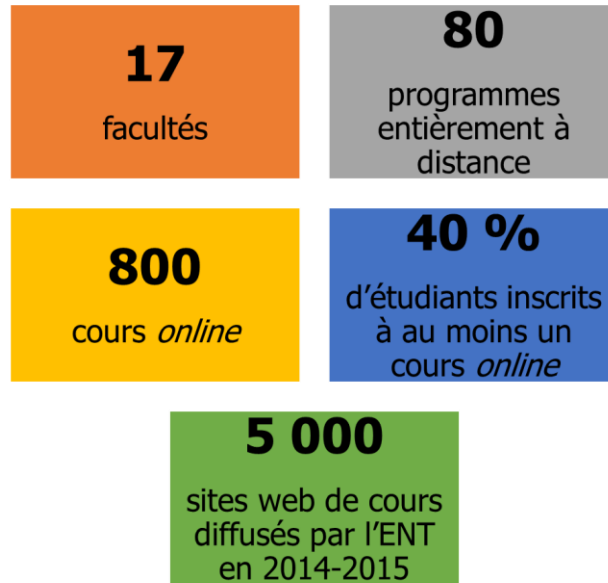 17
facultés
80
programmes
entièrement à
distance
800
cours online
40 %
d'étudiants inscrits
à au moins un
cours online
5 000
sites web de cours
diffusés par l'ENT
en 2014-2015